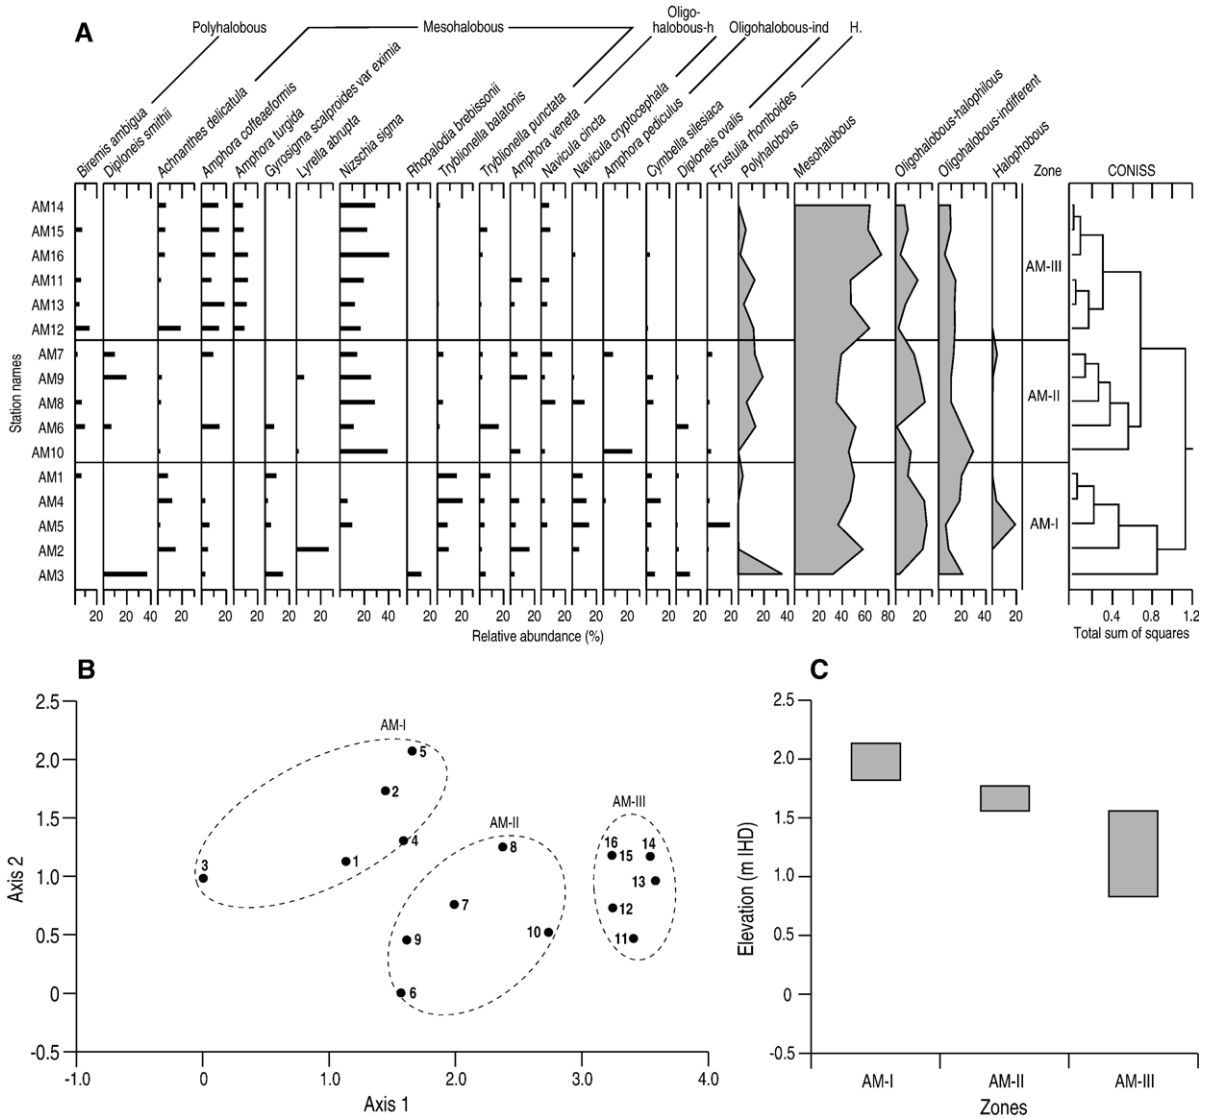 A
Polyhalobous
Mesohalobous
Oligo-
halobous-h
Oligohalobous-ind
H.
Biremis ambigua
Diploneis smithii
Achnanthes delicatula
Amphora coffeaeformis
Amphora turgida
Gyrosigma scalproides var eximia
Lyrella abrupta
Nizschia sigma
Rhopalodia brebissonii
Tryblionella balatonis
Tryblionella punctata
Amphora veneta
Navicula cincta
Navicula cryptocephala
Amphora pediculus
Cymbella silesiaca
Diploneis ovalis
Frustulia rhomboides
Polyhalobous
Mesohalobous
Oligohalobous-halophilous
Oligohalobous-indifferent
Halophobous
Zone
CONISS
Station names
AM14
AM15
AM16
AM11
AM13
AM12
AM7
AM9
AM8
AM6
AM10
AM1
AM4
AM5
AM2
AM3
AM-III
AM-II
AM-I
20 20 40 20 20 20 20 20 20 40 20 20 20 20 20 20 20 20 20 20 20 40 20 40 60 80 20 20 40 20 0.4 0.8 1.2
Relative abundance (%)
Total sum of squares
B
2.5
2.0
1.5
1.0
0.5
0
-0.5
Axis 2
AM-I
5
2
4
1
3
AM-II
8
7
10
9
6
AM-III
16
15
14
13
12
11
-1.0 0 1.0 2.0 3.0 4.0
Axis 1
C
2.5
2.0
1.5
1.0
0.5
0
-0.5
Elevation (m IHD)
AM-I AM-II AM-III
Zones